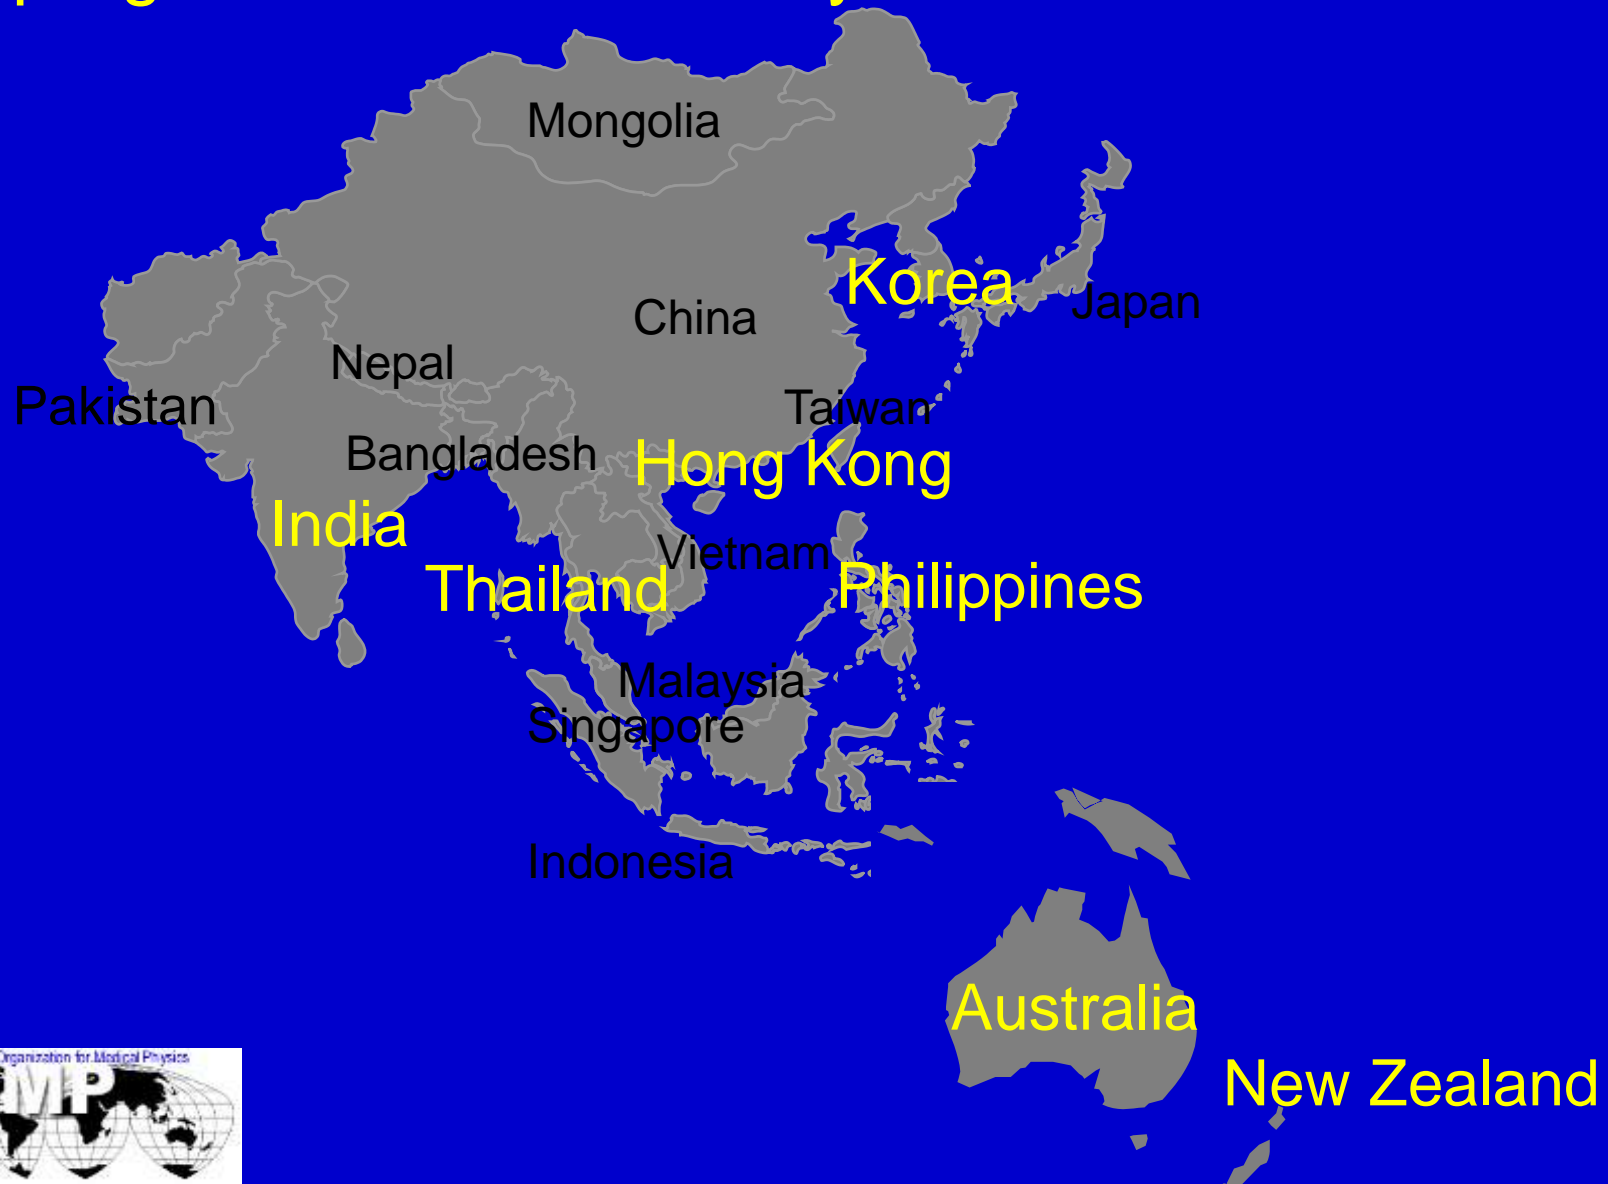 Mongolia
Korea
Japan
China
Nepal
Pakistan
Taiwan
Bangladesh
Hong Kong
India
Vietnam
Thailand
Philippines
Malaysia
Singapore
Indonesia
Australia
Organization for Medical Physics
MP
New Zealand